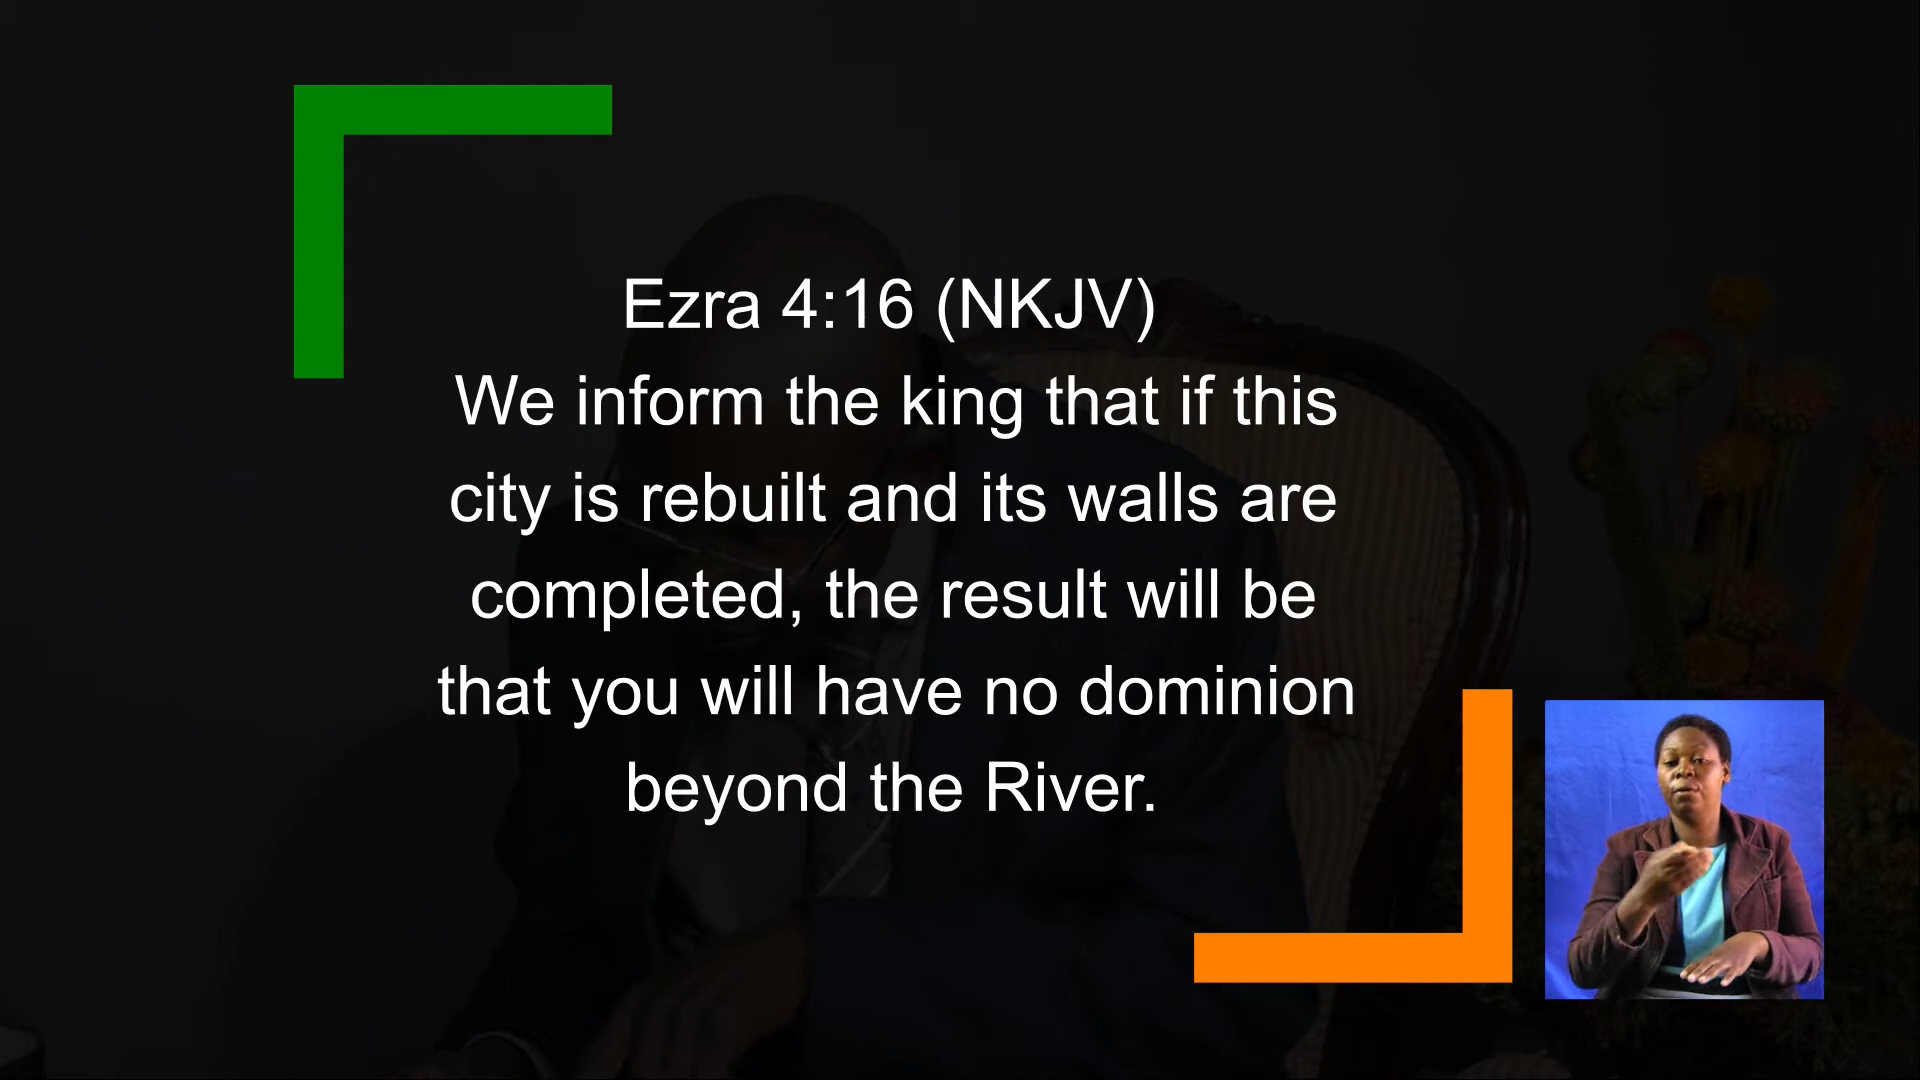 Ezra 4:16 (NKJV)
We inform the king that if this
city is rebuilt and its walls are
completed, the result will be
that you will have no dominion
beyond the River.